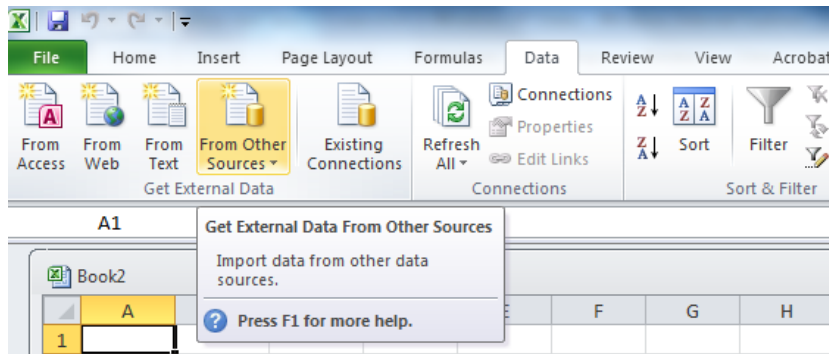 File Home Insert Page Layout Formulas Data Review View Acrobat
From Access
From Web
From Text
From Other Sources
Existing Connections
Get External Data
Refresh All
Connections
Properties
Edit Links
Connections
Sort
Filter
Sort & Filter
A1
Get External Data From Other Sources
Import data from other data
sources.
Press F1 for more help.
Book2
A F G H
1